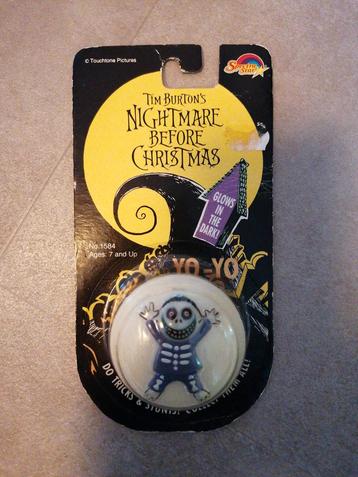 © Touchtone Pictures
Spectra
Star
TIM BURTON'S
NIGHTMARE
BEFORE
CHRISTMAS
GLOWS
IN THE
DARK!
No.1584
Ages: 7 and Up
YO-YO
DO TRICKS & STUNTS! COLLECT THEM ALL!